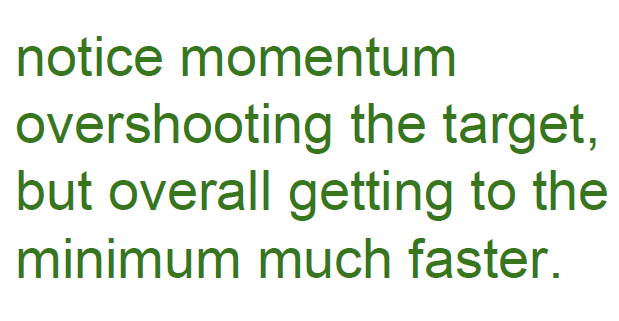 notice momentum
overshooting the target,
but overall getting to the
minimum much faster.